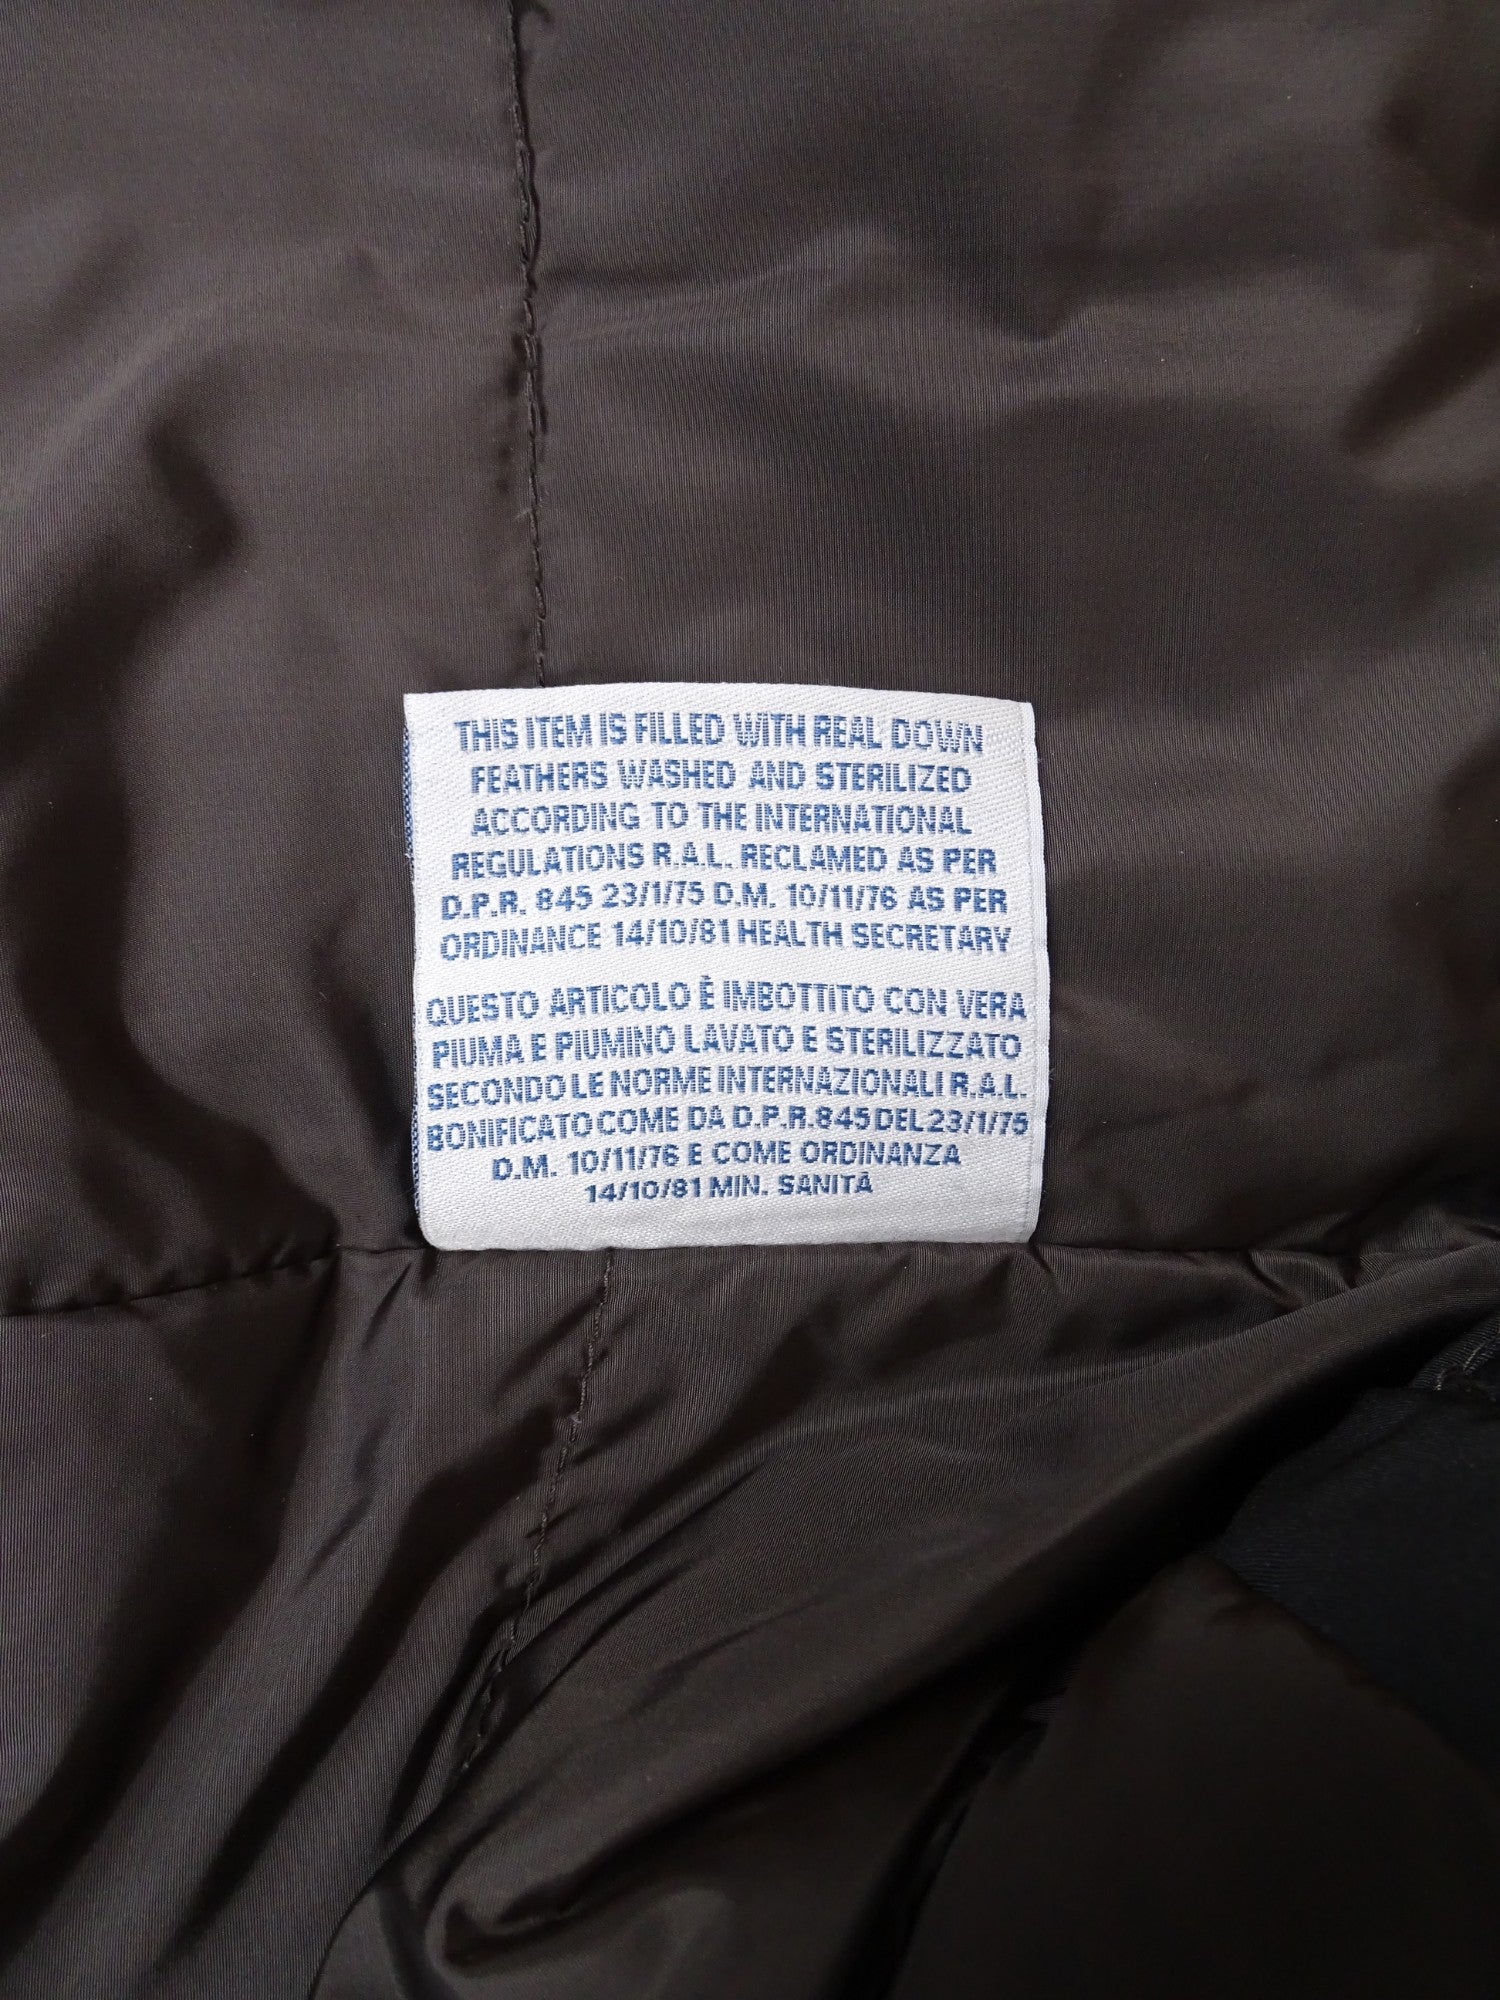 THIS ITEM IS FILLED WITH REAL DOWN
FEATHERS WASHED AND STERILIZED
ACCORDING TO THE INTERNATIONAL
REGULATIONS R.A.L. RECLAMED AS PER
D.P.R. 845 23/1/75 D.M. 10/11/76 AS PER
ORDINANCE 14/10/81 HEALTH SECRETARY
QUESTO ARTICOLO È IMBOTTITO CON VERA
PIUMA E PIUMINO LAVATO E STERILIZZATO
SECONDO LE NORME INTERNAZIONALI R.A.L.
BONIFICATO COME DA D.P.R. 845 DEL 23/1/75
D.M. 10/11/76 E COME ORDINANZA
14/10/81 MIN. SANITÀ